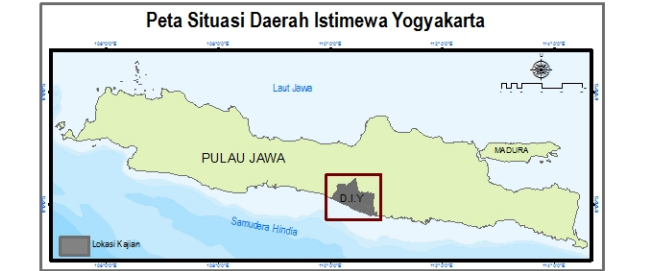 Peta Situasi Daerah Istimewa Yogyakarta
Laut Jawa
PULAU JAWA
MADURA
D.I.Y
Samudera Hindia
Lokasi Kajian